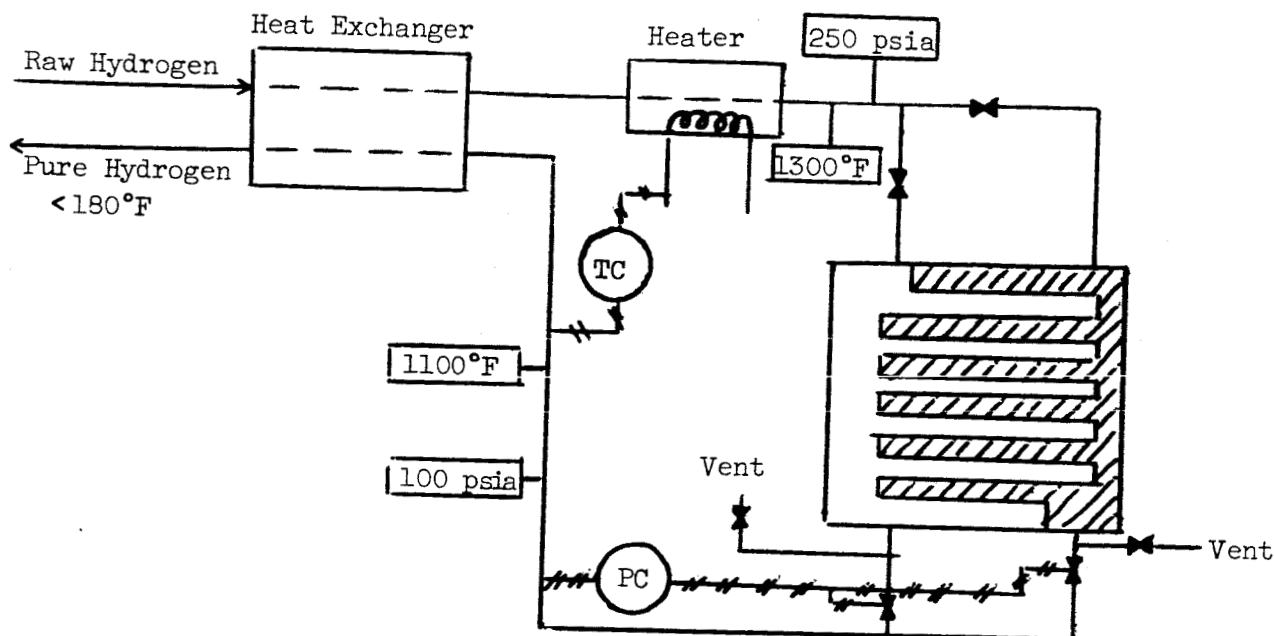 Heat Exchanger
Heater
250 psia
Raw Hydrogen
Pure Hydrogen
<180°F
1300°F
TC
1100°F
100 psia
Vent
PC
Vent